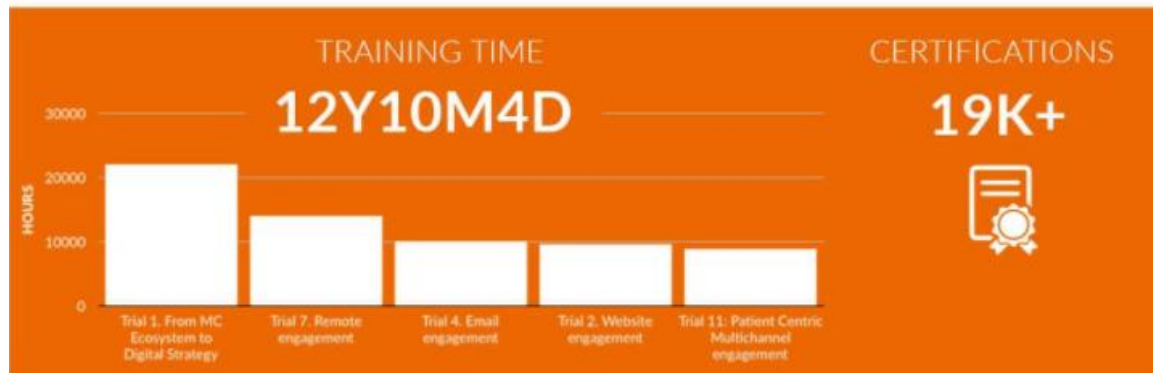 TRAINING TIME
12Y10M4D
HOURS
30000
20000
10000
0
Trial 1. From MC
Ecosystem to
Digital Strategy
Trial 7. Remote
engagement
Trial 4. Email
engagement
Trial 2. Website
engagement
Trial 11: Patient Centric
Multichannel
engagement
CERTIFICATIONS
19K+